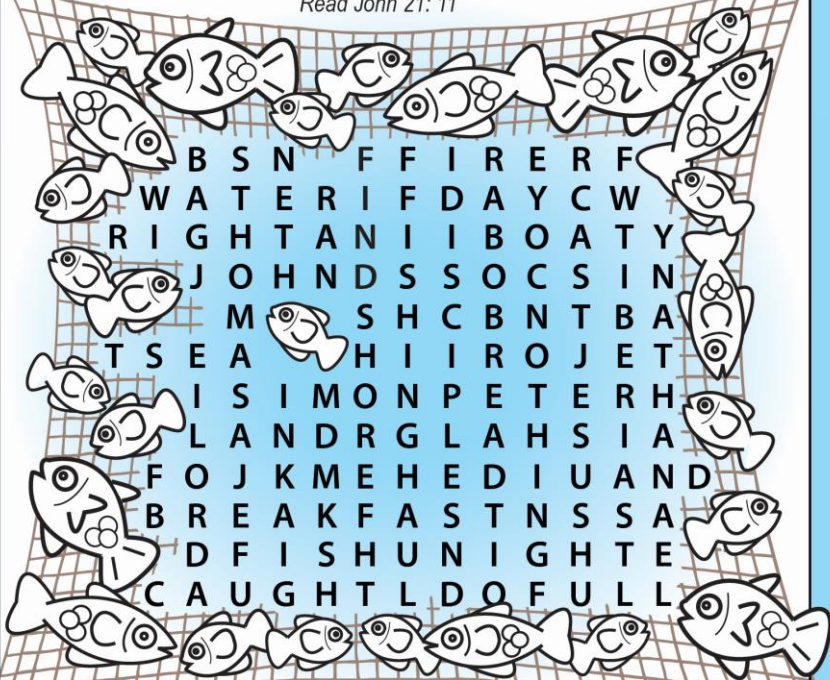 Read John 21: 11
B S N F F I R E R F
W A T E R I F D A Y C W
R I G H T A N I I B O A T Y
J O H N D S S O C S I N
M S H C B N T B A
T S E A H I I R O J E T
I S I M O N P E T E R H
L A N D R G L A H S I A
F O J K M E H E D I U A N D
B R E A K F A S T N S S A
D F I S H U N I G H T E
C A U G H T L D O F U L L